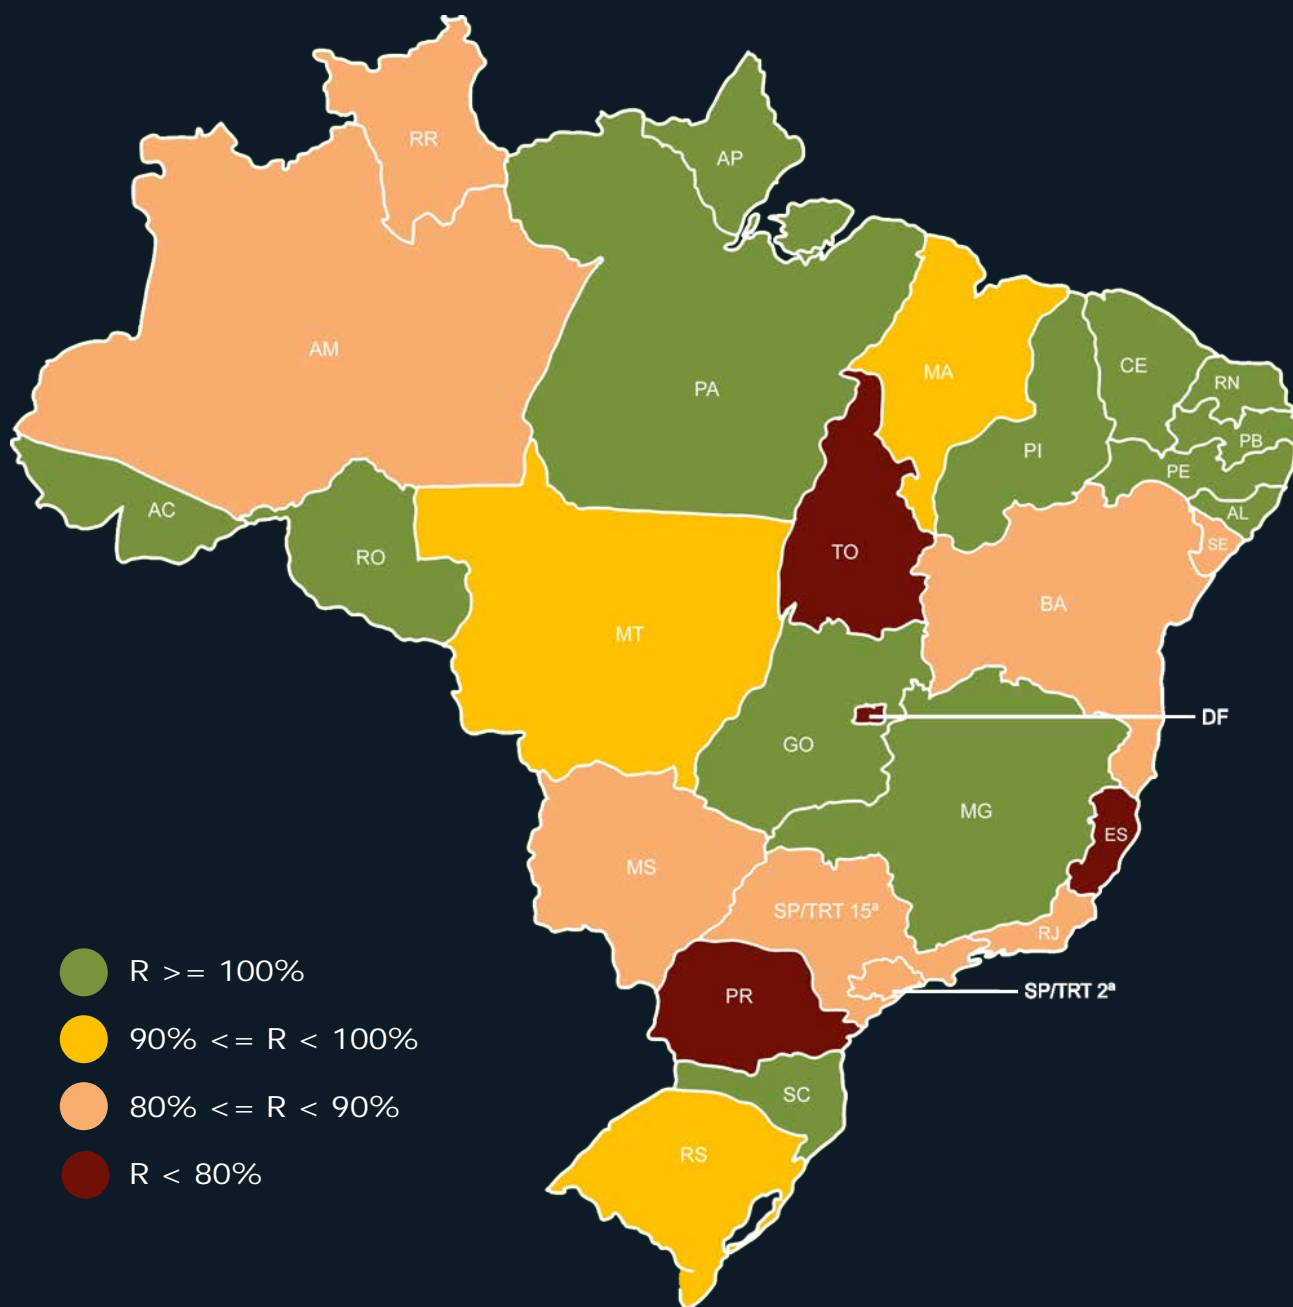 RR
AP
AM
PA
MA
CE
RN
PB
PI
PE
AC
AL
RO
TO
SE
BA
MT
DF
GO
MG
ES
MS
SP/TRT 15ª
RJ
R >= 100%
SP/TRT 2ª
PR
90% <= R < 100%
80% <= R < 90%
SC
RS
R < 80%